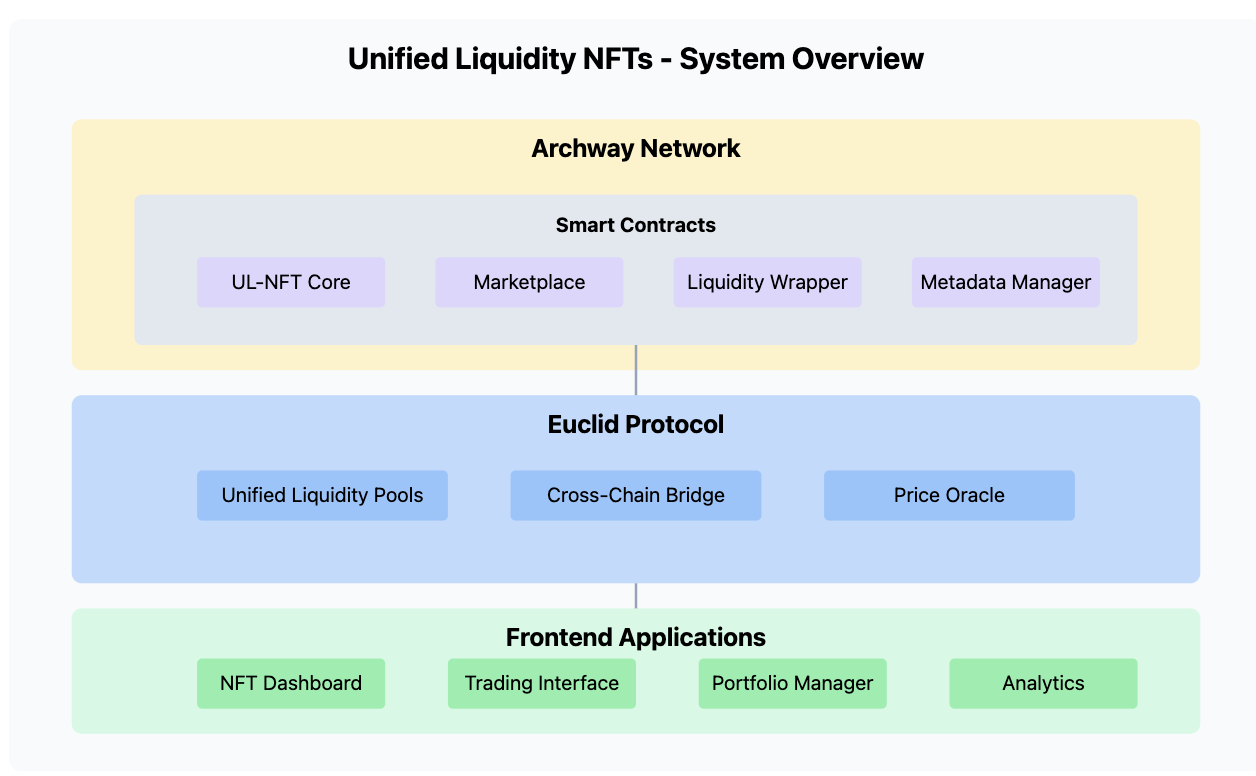 Unified Liquidity NFTs - System Overview
Archway Network
Smart Contracts
UL-NFT Core
Marketplace
Liquidity Wrapper
Metadata Manager
Euclid Protocol
Unified Liquidity Pools
Cross-Chain Bridge
Price Oracle
Frontend Applications
NFT Dashboard
Trading Interface
Portfolio Manager
Analytics